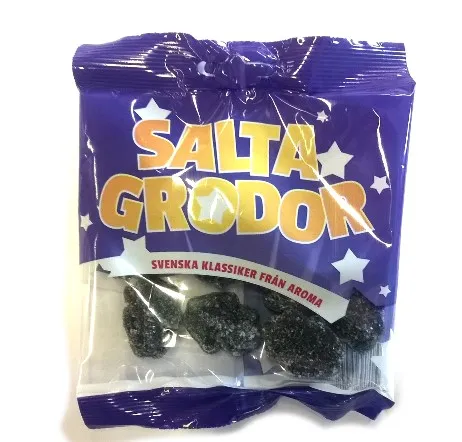 SALTA
GRODOR
SVENSKA KLASSIKER FRÅN AROMA